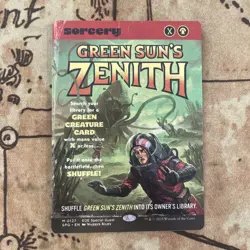 sorcery
X
GREEN SUN'S
ZENITH
Search your
library for a
GREEN
CREATURE
CARD
with mana value
X or less,
Put it onto the
battlefield, then
SHUFFLE!
SHUFFLE GREEN SUN'S ZENITH INTO ITS OWNER'S LIBRARY.